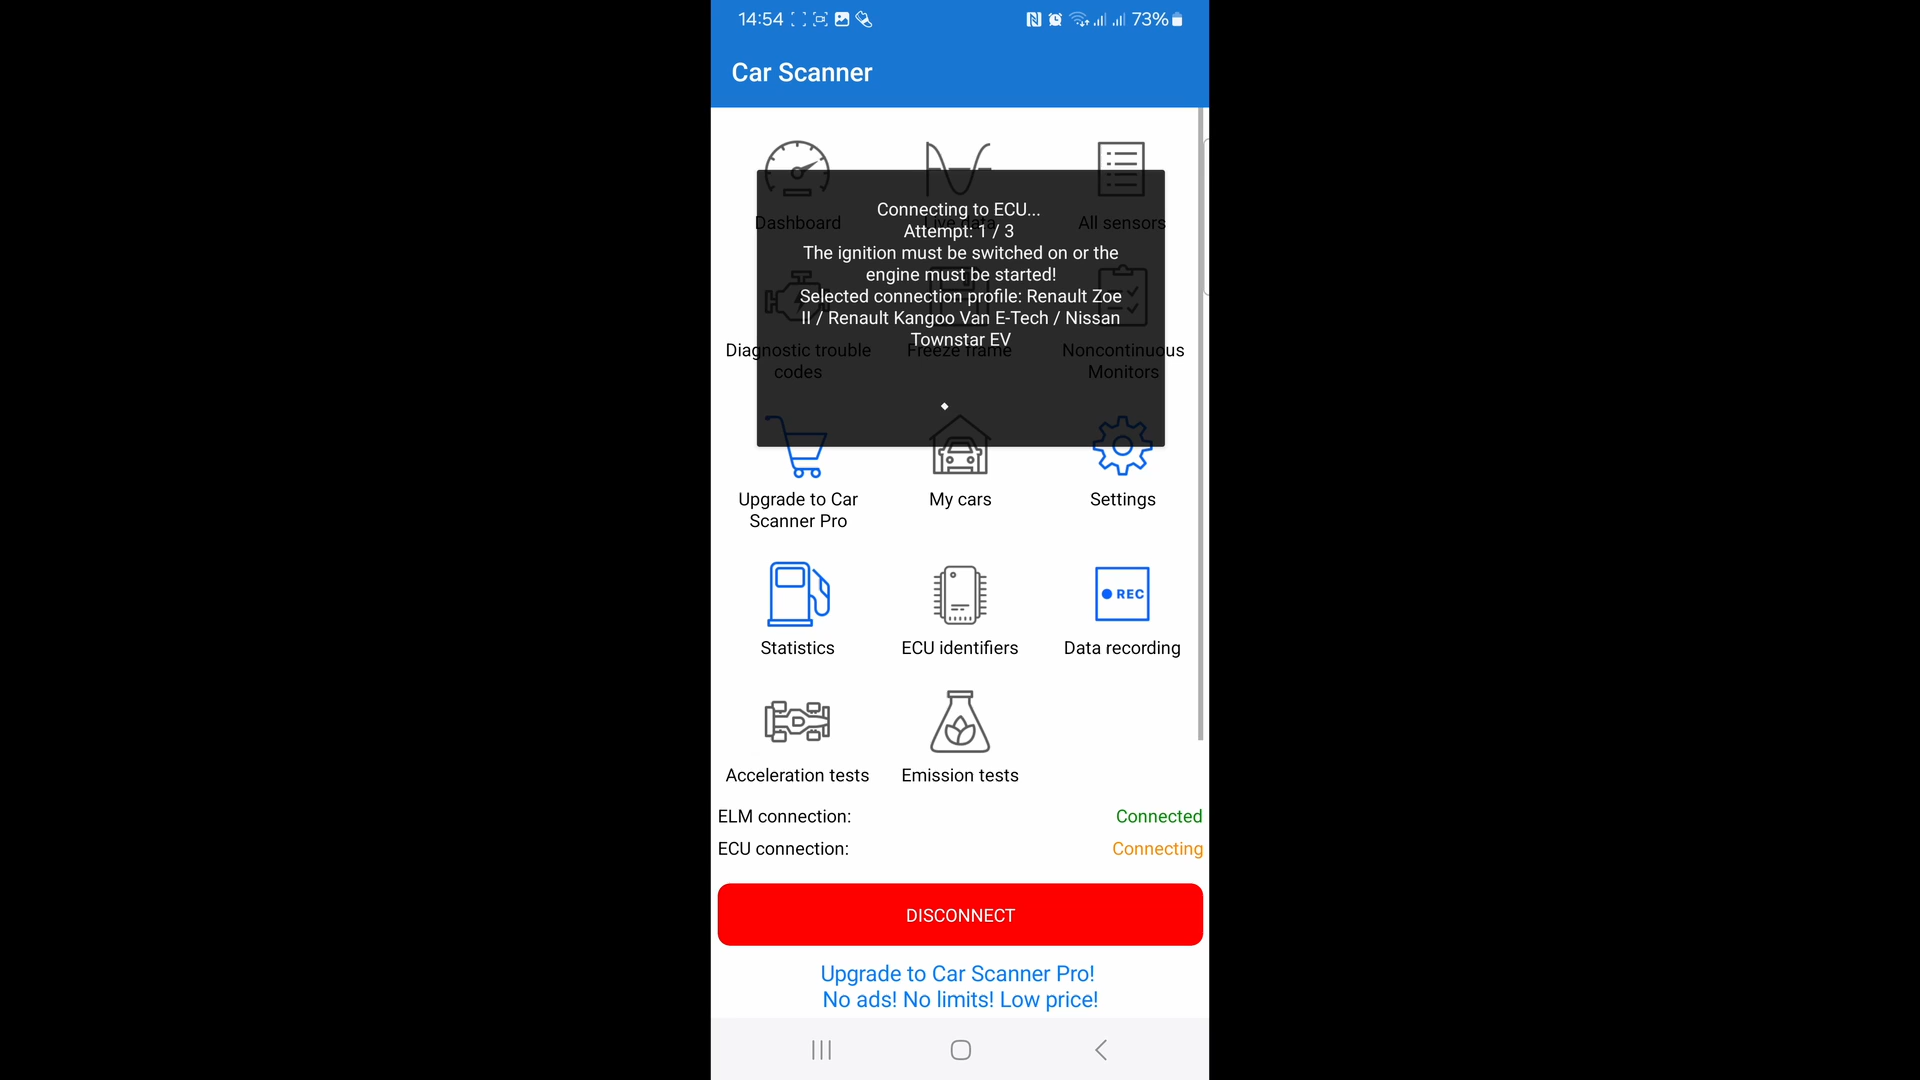 14:54
73%
Car Scanner
Dashboard
Live data
All sensors
Connecting to ECU...
Attempt: 1 / 3
The ignition must be switched on or the
engine must be started!
Selected connection profile: Renault Zoe
II / Renault Kangoo Van E-Tech / Nissan
Townstar EV
Diagnostic trouble
codes
Freeze frame
Noncontinuous
Monitors
Upgrade to Car
Scanner Pro
My cars
Settings
Statistics
ECU identifiers
REC
Data recording
Acceleration tests
Emission tests
ELM connection:
Connected
ECU connection:
Connecting
DISCONNECT
Upgrade to Car Scanner Pro!
No ads! No limits! Low price!